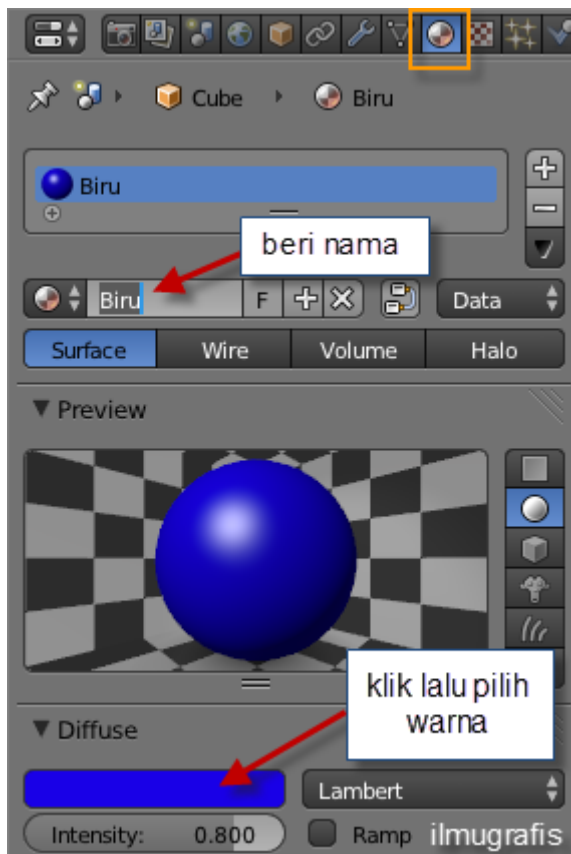 Cube Biru
Biru
beri nama
Biru F Data
Surface Wire Volume Halo
Preview
klik lalu pilih
warna
Diffuse
Lambert
Intensity: 0.800 Ramp ilmugrafis